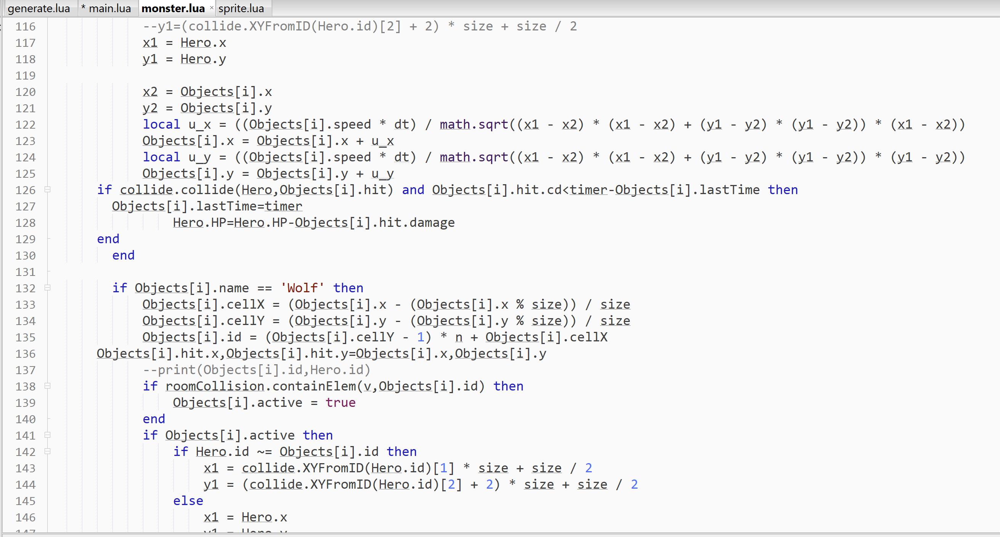 generate.lua * main.lua monster.lua × sprite.lua
116 --y1=(collide.XYFromID(Hero.id)[2] + 2) * size + size / 2
117 x1 = Hero.x
118 y1 = Hero.y
119
120 x2 = Objects[i].x
121 y2 = Objects[i].y
122 local u_x = ((Objects[i].speed * dt) / math.sqrt((x1 - x2) * (x1 - x2) + (y1 - y2) * (y1 - y2)) * (x1 - x2))
123 Objects[i].x = Objects[i].x + u_x
124 local u_y = ((Objects[i].speed * dt) / math.sqrt((x1 - x2) * (x1 - x2) + (y1 - y2) * (y1 - y2)) * (y1 - y2))
125 Objects[i].y = Objects[i].y + u_y
126 if collide.collide(Hero,Objects[i].hit) and Objects[i].hit.cd<timer-Objects[i].lastTime then
127 Objects[i].lastTime=timer
128 Hero.HP=Hero.HP-Objects[i].hit.damage
129 end
130 end
131
132 if Objects[i].name == 'Wolf' then
133 Objects[i].cellX = (Objects[i].x - (Objects[i].x % size)) / size
134 Objects[i].cellY = (Objects[i].y - (Objects[i].y % size)) / size
135 Objects[i].id = (Objects[i].cellY - 1) * n + Objects[i].cellX
136 Objects[i].hit.x,Objects[i].hit.y=Objects[i].x,Objects[i].y
137 --print(Objects[i].id,Hero.id)
138 if roomCollision.containElem(v,Objects[i].id) then
139 Objects[i].active = true
140 end
141 if Objects[i].active then
142 if Hero.id ~= Objects[i].id then
143 x1 = collide.XYFromID(Hero.id)[1] * size + size / 2
144 y1 = (collide.XYFromID(Hero.id)[2] + 2) * size + size / 2
145 else
146 x1 = Hero.x
147 y1 = Hero.y